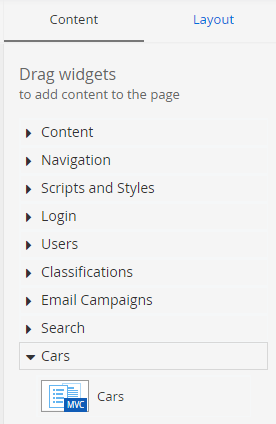 Content Layout
Drag widgets
to add content to the page
Content
Navigation
Scripts and Styles
Login
Users
Classifications
Email Campaigns
Search
Cars
MVC Cars